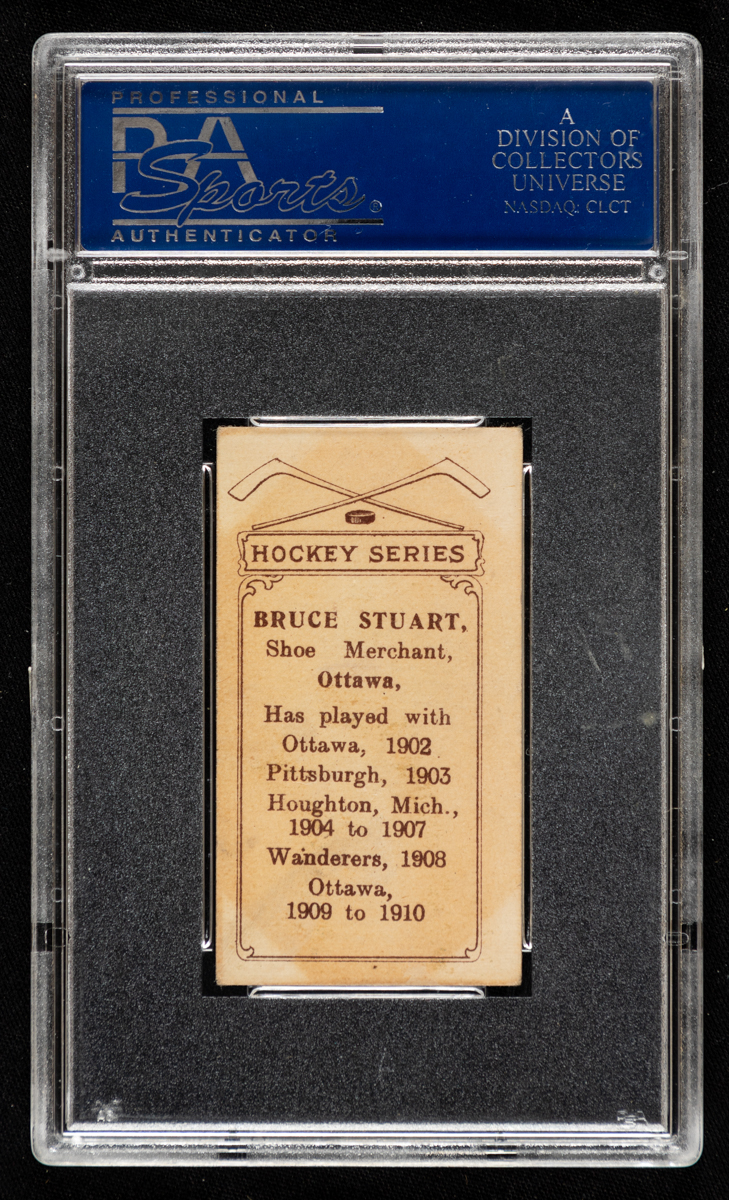 PROFESSIONAL
PSA
Sports®
AUTHENTICATOR
A
DIVISION OF
COLLECTORS
UNIVERSE
NASDAQ: CLCT
HOCKEY SERIES
BRUCE STUART,
Shoe Merchant,
Ottawa,
Has played with
Ottawa, 1902
Pittsburgh, 1903
Houghton, Mich.,
1904 to 1907
Wanderers, 1908
Ottawa,
1909 to 1910